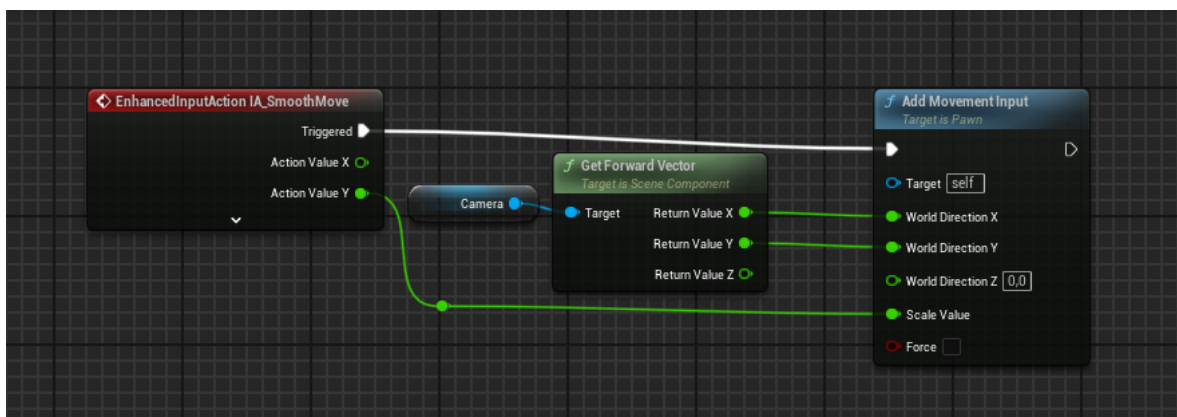 EnhancedInputAction IA_SmoothMove
Triggered
Action Value X
Action Value Y
Camera
f Get Forward Vector
Target is Scene Component
Target
Return Value X
Return Value Y
Return Value Z
f Add Movement Input
Target is Pawn
Target self
World Direction X
World Direction Y
World Direction Z 0,0
Scale Value
Force